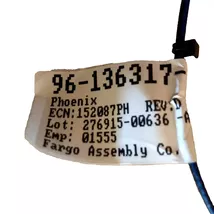 96-136317-
Phoenix
ECN:152087PH REV:D
Lot: 276915-00636 -A
Emp: 01555
Fargo Assembly Co.